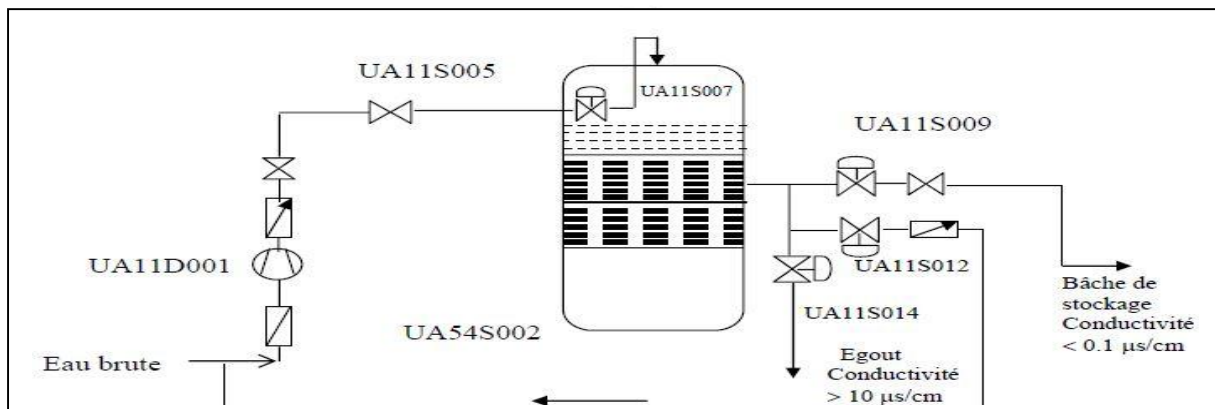 UA11S005
UA11S007
UA11S009
UA11D001
UA11S012
UA11S014
UA54S002
Eau brute
Bâche de
stockage
Conductivité
< 0.1 µs/cm
Egout
Conductivité
> 10 µs/cm